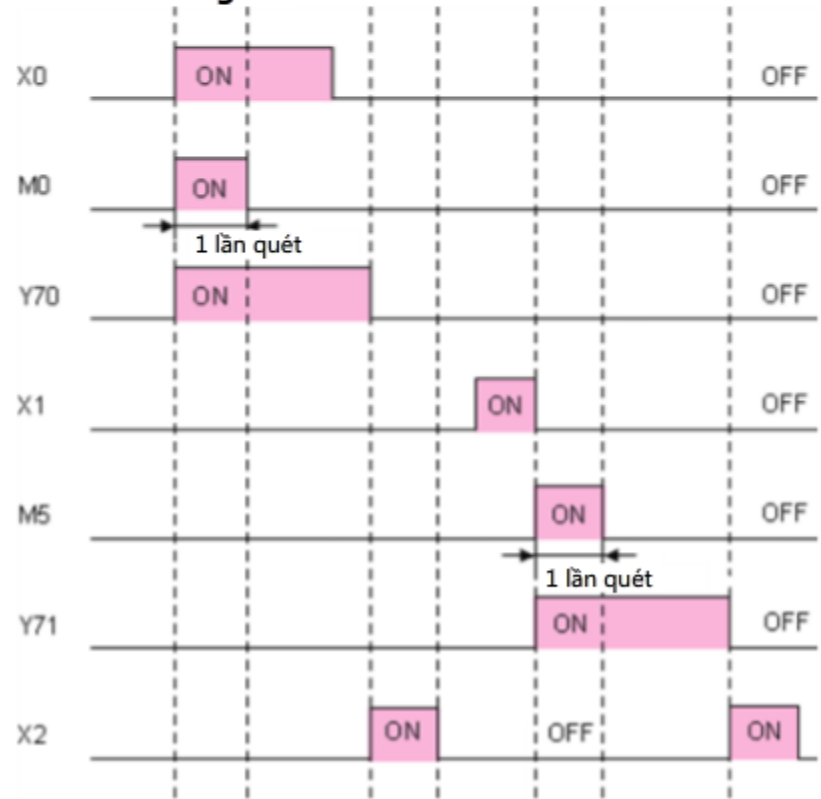 X0 ON OFF
M0 ON OFF
1 lần quét
Y70 ON OFF
X1 ON OFF
M5 ON OFF
1 lần quét
Y71 ON OFF
X2 ON OFF ON